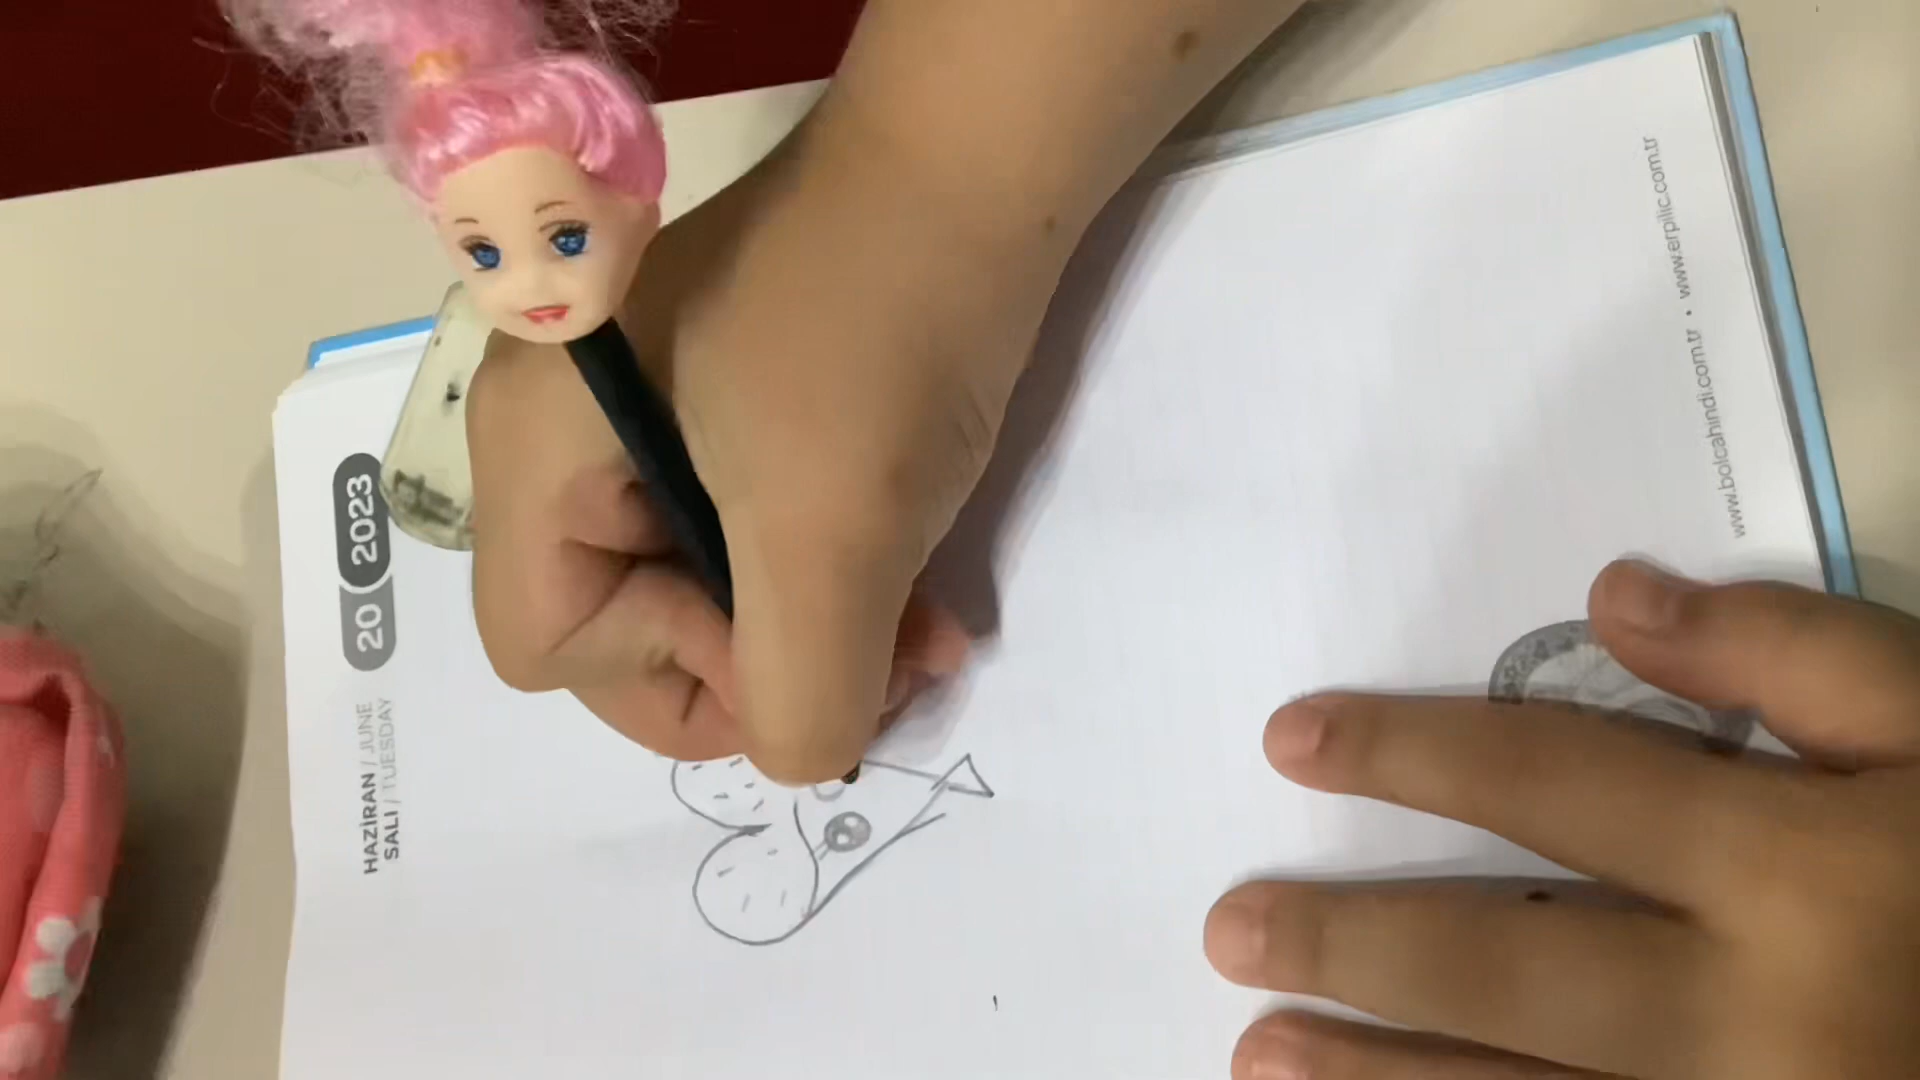 20 2023
HAZİRAN / JUNE
SALI / TUESDAY
www.bolcahindi.com.tr • www.erpilic.com.tr